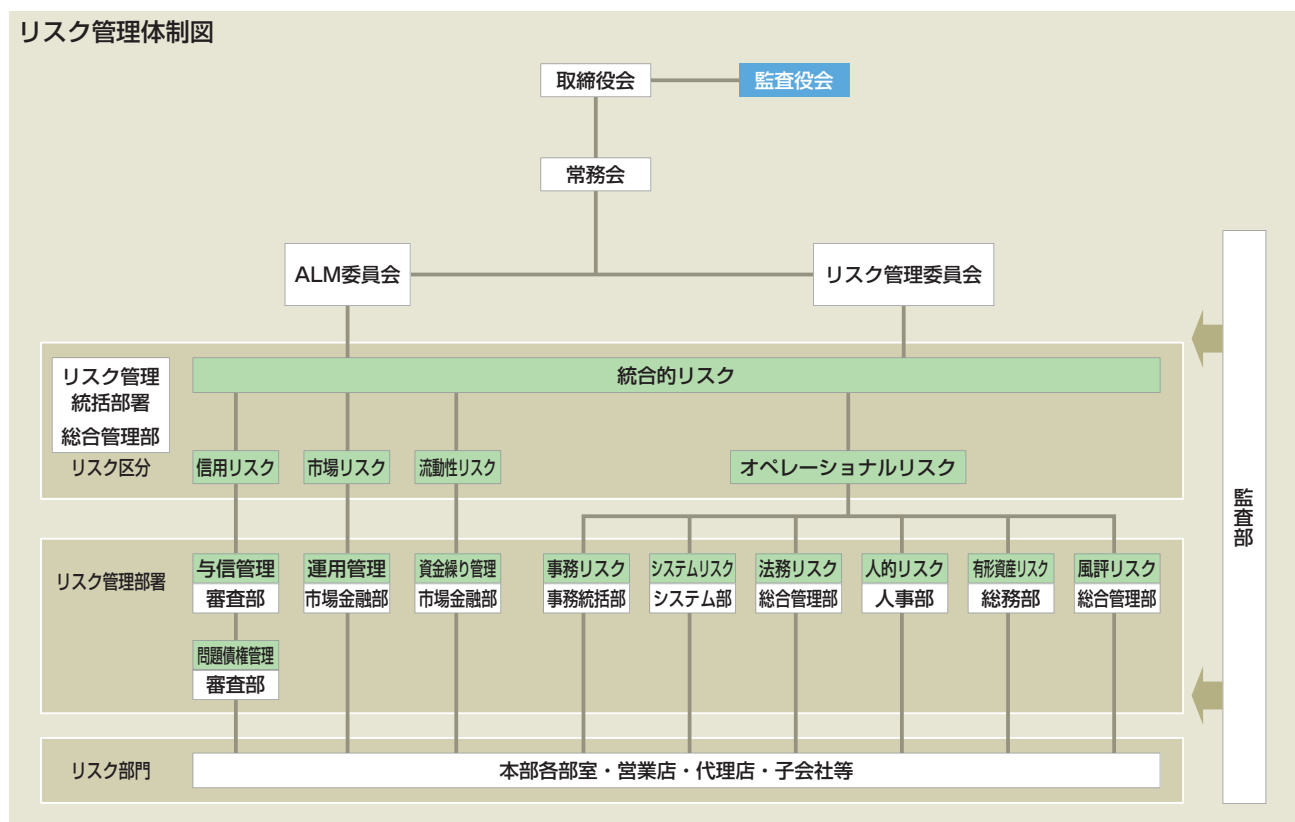 リスク管理体制図
取締役会
監査役会
常務会
ALM委員会
リスク管理委員会
リスク管理
統括部署
総合管理部
統合的リスク
リスク区分
信用リスク
市場リスク
流動性リスク
オペレーショナルリスク
リスク管理部署
与信管理
審査部
運用管理
市場金融部
資金繰り管理
市場金融部
事務リスク
事務統括部
システムリスク
システム部
法務リスク
総合管理部
人的リスク
人事部
有形資産リスク
総務部
風評リスク
総合管理部
問題債権管理
審査部
リスク部門
本部各部室・営業店・代理店・子会社等
監査部